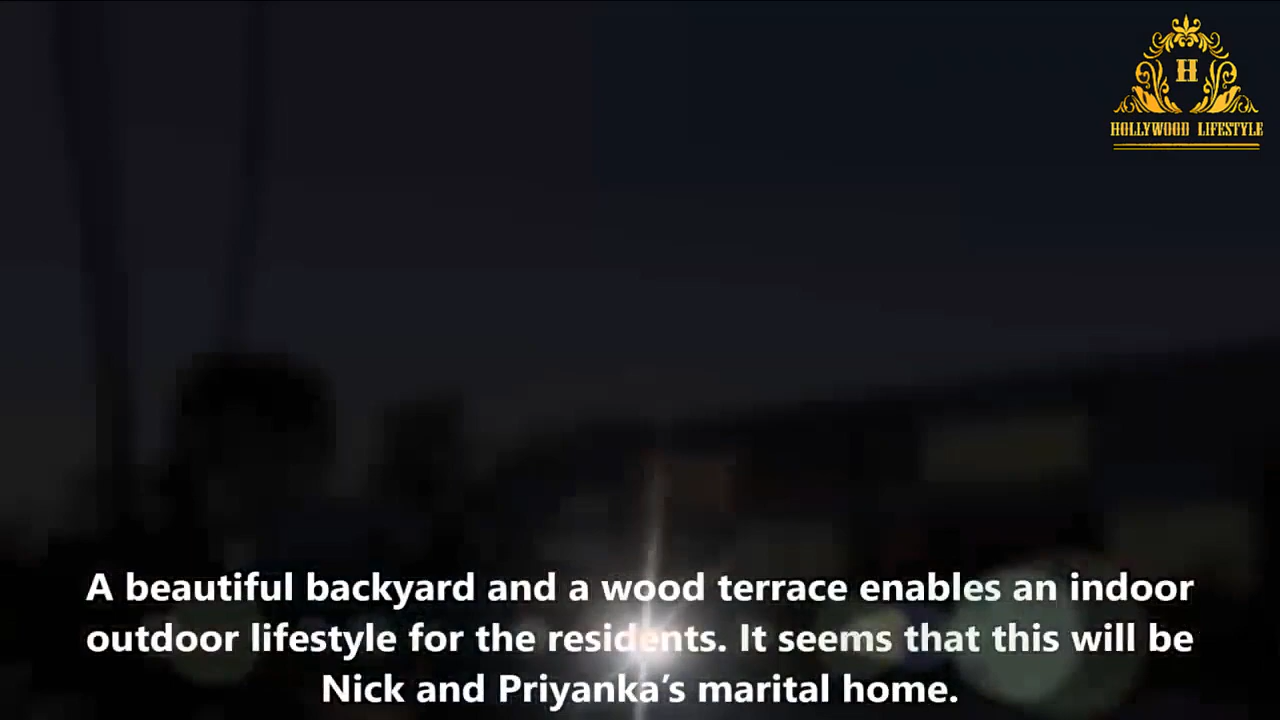 H
HOLLYWOOD LIFESTYLE
A beautiful backyard and a wood terrace enables an indoor
outdoor lifestyle for the residents. It seems that this will be
Nick and Priyanka’s marital home.